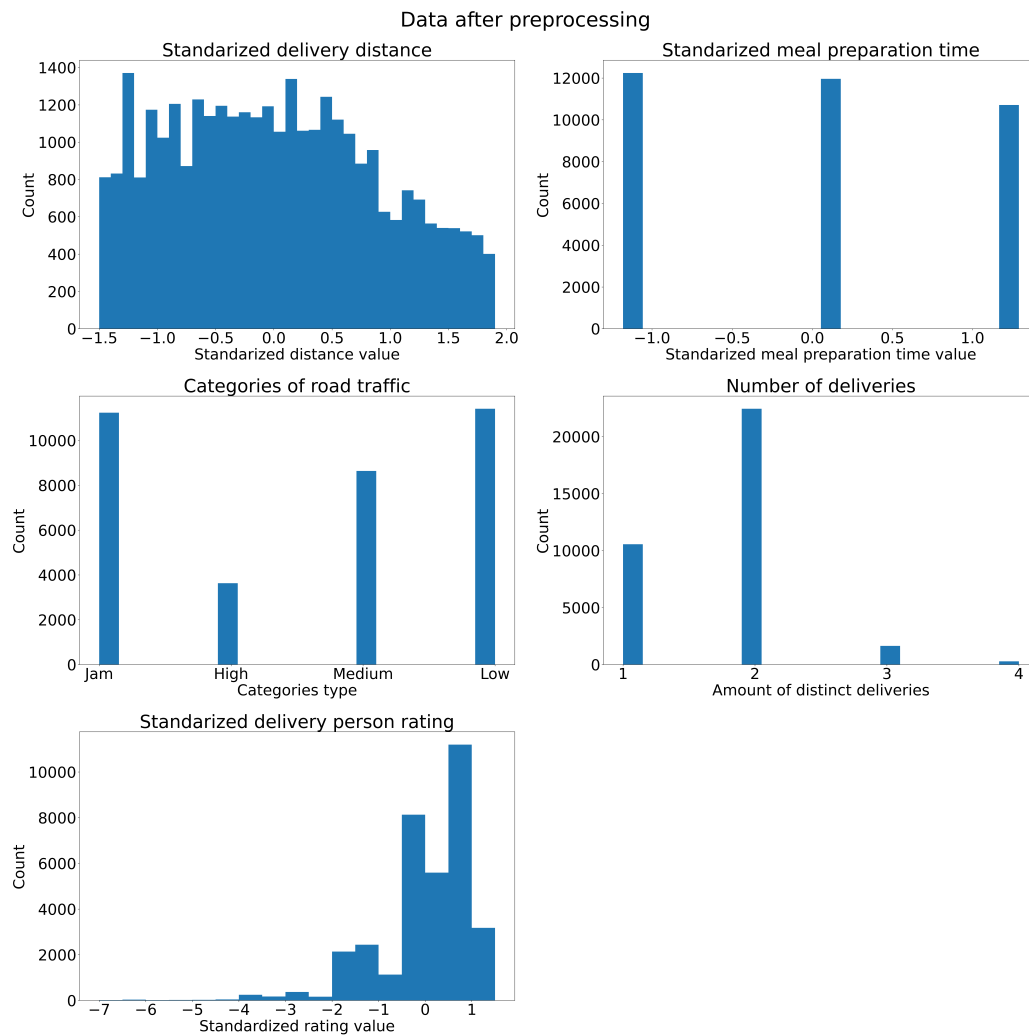 Data after preprocessing
Standarized delivery distance
1400
1200
1000
800
600
400
200
0
Count
−1.5 −1.0 −0.5 0.0 0.5 1.0 1.5 2.0
Standarized distance value
Standarized meal preparation time
12000
10000
8000
6000
4000
2000
0
Count
−1.0 −0.5 0.0 0.5 1.0
Standarized meal preparation time value
Categories of road traffic
10000
8000
6000
4000
2000
0
Count
Jam High Medium Low
Categories type
Number of deliveries
20000
15000
10000
5000
0
Count
1 2 3 4
Amount of distinct deliveries
Standarized delivery person rating
10000
8000
6000
4000
2000
0
Count
−7 −6 −5 −4 −3 −2 −1 0 1
Standardized rating value